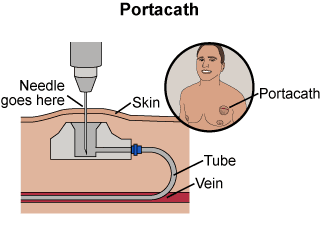 Portacath
Needle
goes here
Skin
Portacath
Tube
Vein